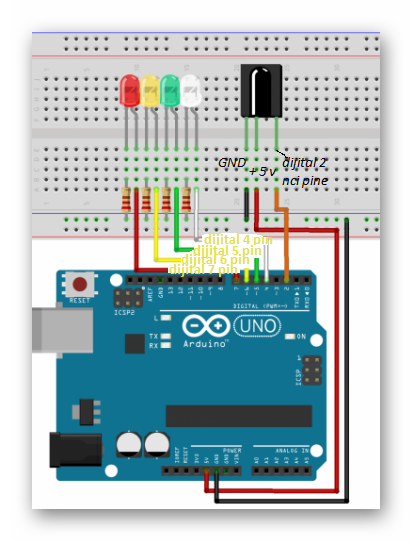 GND
+5v
dijital 2
nci pine
dijital 4 pin
dijital 5 pin
dijital 6 pin
dijital 7 pin
RESET
ICSP2
AREF
GND
13
12
~11
~10
~9
8
7
~6
~5
4
~3
2
TX▶1
RX◀0
DIGITAL (PWM~)
L
TX
RX
Arduino™
UNO
ON
ICSP
1
IOREF
RESET
3V3
5V
GND
GND
VIN
POWER
ANALOG IN
A0
A1
A2
A3
A4
A5